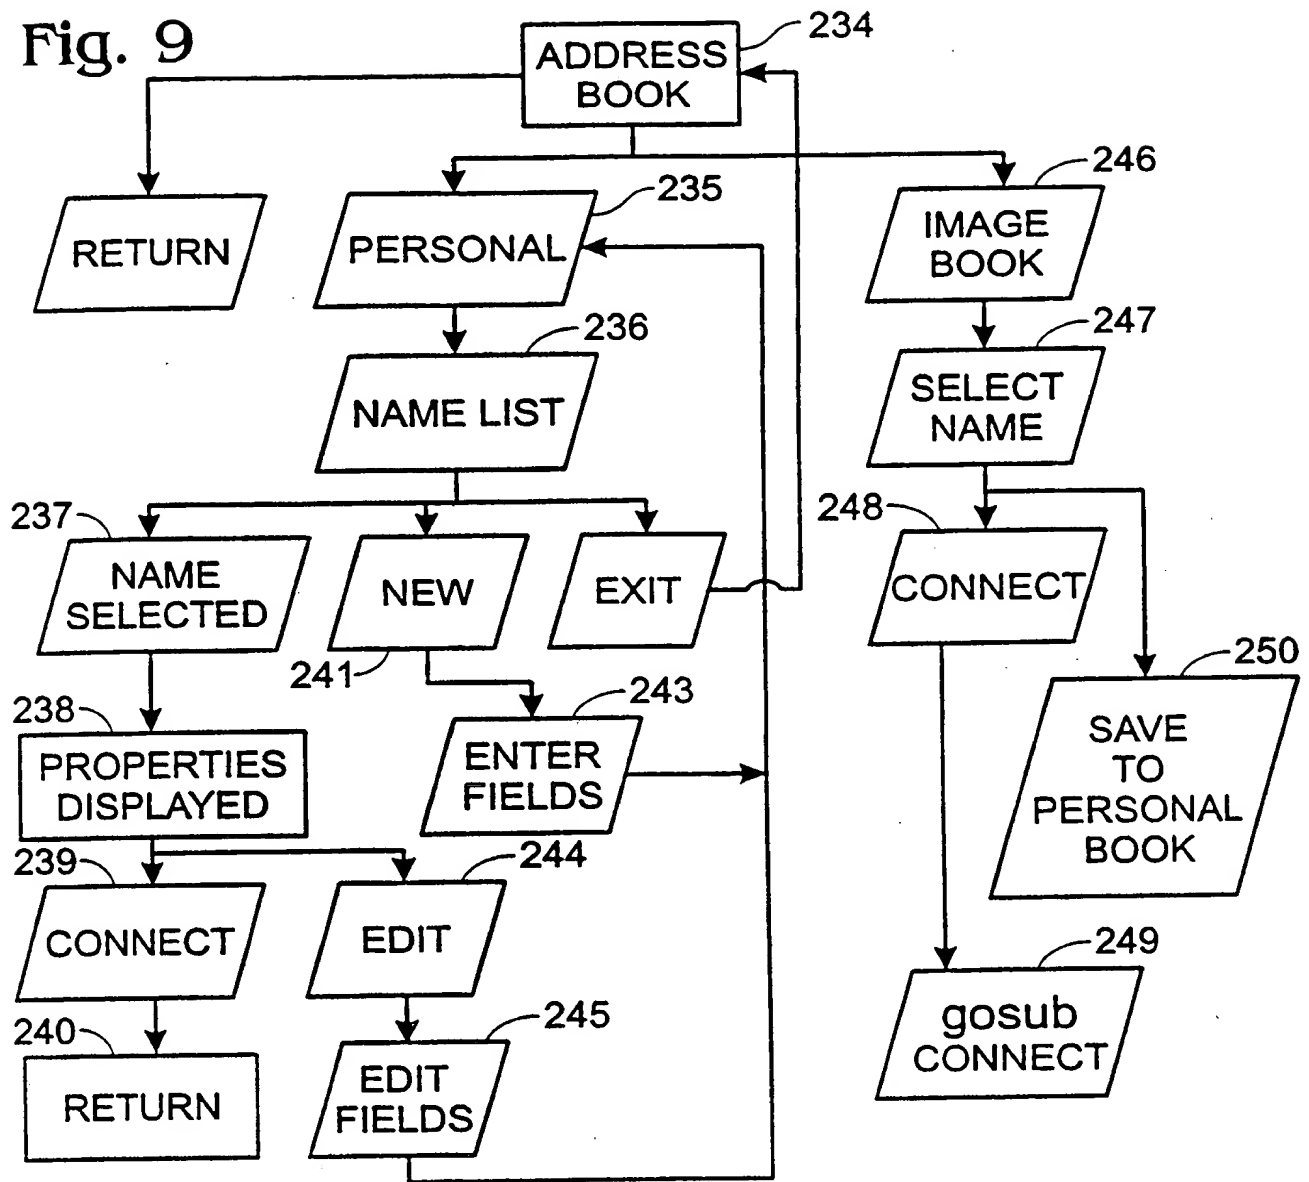 Fig. 9
234
ADDRESS
BOOK
246
235
RETURN
PERSONAL
IMAGE
BOOK
236
247
NAME LIST
SELECT
NAME
237
248
NAME
SELECTED
NEW
EXIT
CONNECT
241
250
238
243
PROPERTIES
DISPLAYED
ENTER
FIELDS
SAVE
TO
PERSONAL
BOOK
239
244
CONNECT
EDIT
249
240
245
gosub
CONNECT
RETURN
EDIT
FIELDS